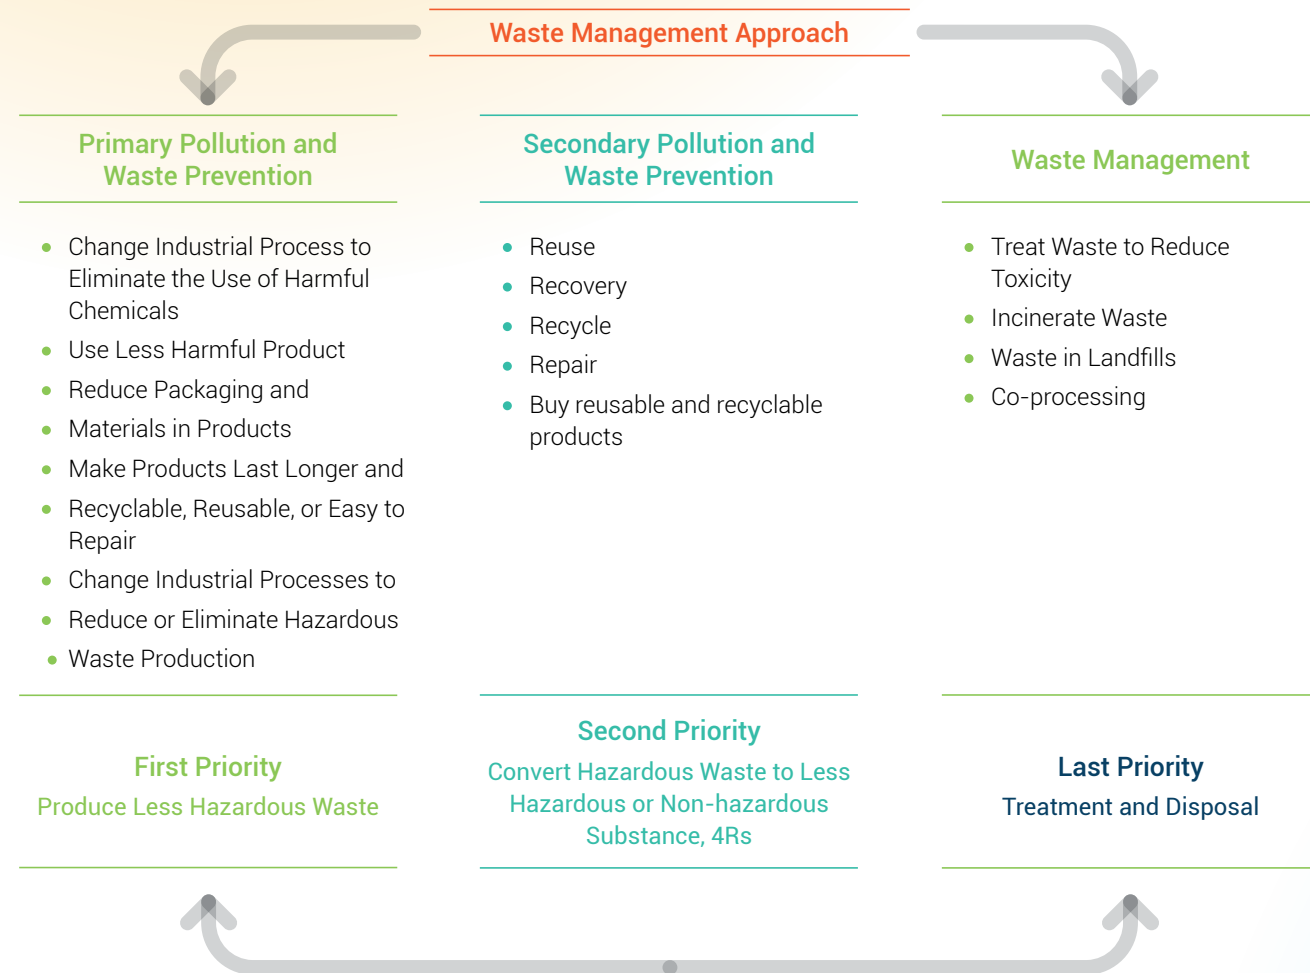 Waste Management Approach
Primary Pollution and
Waste Prevention
• Change Industrial Process to
Eliminate the Use of Harmful
Chemicals
• Use Less Harmful Product
• Reduce Packaging and
• Materials in Products
• Make Products Last Longer and
• Recyclable, Reusable, or Easy to
Repair
• Change Industrial Processes to
• Reduce or Eliminate Hazardous
• Waste Production
First Priority
Produce Less Hazardous Waste
Secondary Pollution and
Waste Prevention
• Reuse
• Recovery
• Recycle
• Repair
• Buy reusable and recyclable
products
Second Priority
Convert Hazardous Waste to Less
Hazardous or Non-hazardous
Substance, 4Rs
Waste Management
• Treat Waste to Reduce
Toxicity
• Incinerate Waste
• Waste in Landfills
• Co-processing
Last Priority
Treatment and Disposal